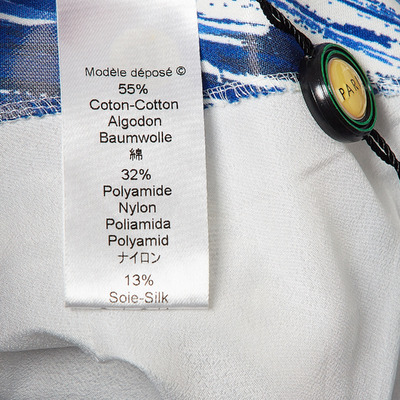 Modèle déposé ©
55%
Coton-Cotton
Algodon
Baumwolle
綿
32%
Polyamide
Nylon
Poliamida
Polyamid
ナイロン
13%
Soie-Silk